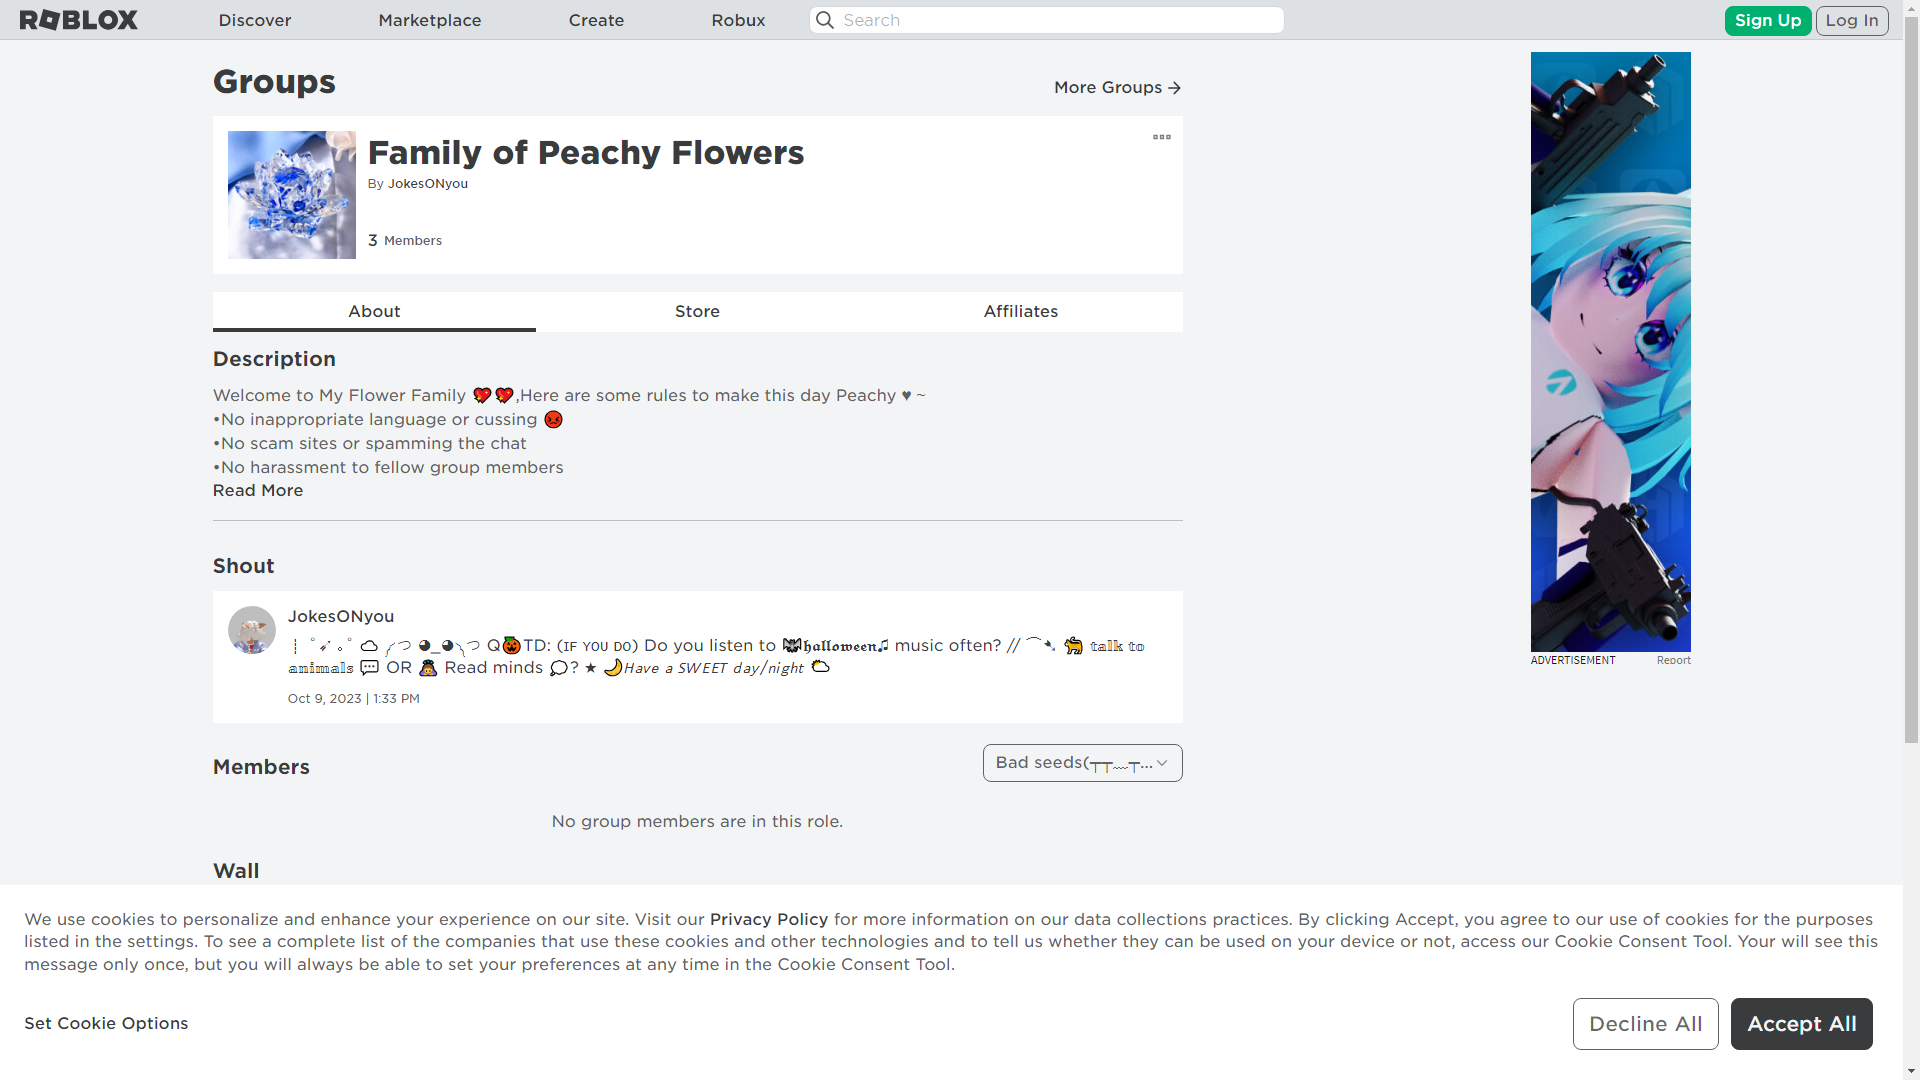 ROBLOX
Discover
Marketplace
Create
Robux
Search
Sign Up
Log In
Groups
More Groups →
Family of Peachy Flowers
By JokesONyou
3 Members
About
Store
Affiliates
Description
Welcome to My Flower Family 💖💖,Here are some rules to make this day Peachy ♥ ~
•No inappropriate language or cussing 😡
•No scam sites or spamming the chat
•No harassment to fellow group members
Read More
Shout
JokesONyou
Q🎃TD: (ɪꜰ ʏᴏᴜ ᴅᴏ) Do you listen to 🦇𝖍𝖆𝖑𝖑𝖔𝖜𝖊𝖊𝖓♫ music often? // 🐈 𝕥𝕒𝕝𝕜 𝕥𝕠
𝕒𝕟𝕚𝕞𝕒𝕝𝕤 💬 OR Read minds 💭? ★ 🌙𝘏𝘢𝘷𝘦 𝘢 𝘚𝘞𝘌𝘌𝘛 𝘥𝘢𝘺/𝘯𝘪𝘨𝘩𝘵 🌤
Oct 9, 2023 | 1:33 PM
Members
Bad seeds(┬┬﹏┬...
No group members are in this role.
Wall
ADVERTISEMENT
Report
We use cookies to personalize and enhance your experience on our site. Visit our Privacy Policy for more information on our data collections practices. By clicking Accept, you agree to our use of cookies for the purposes
listed in the settings. To see a complete list of the companies that use these cookies and other technologies and to tell us whether they can be used on your device or not, access our Cookie Consent Tool. Your will see this
message only once, but you will always be able to set your preferences at any time in the Cookie Consent Tool.
Set Cookie Options
Decline All
Accept All